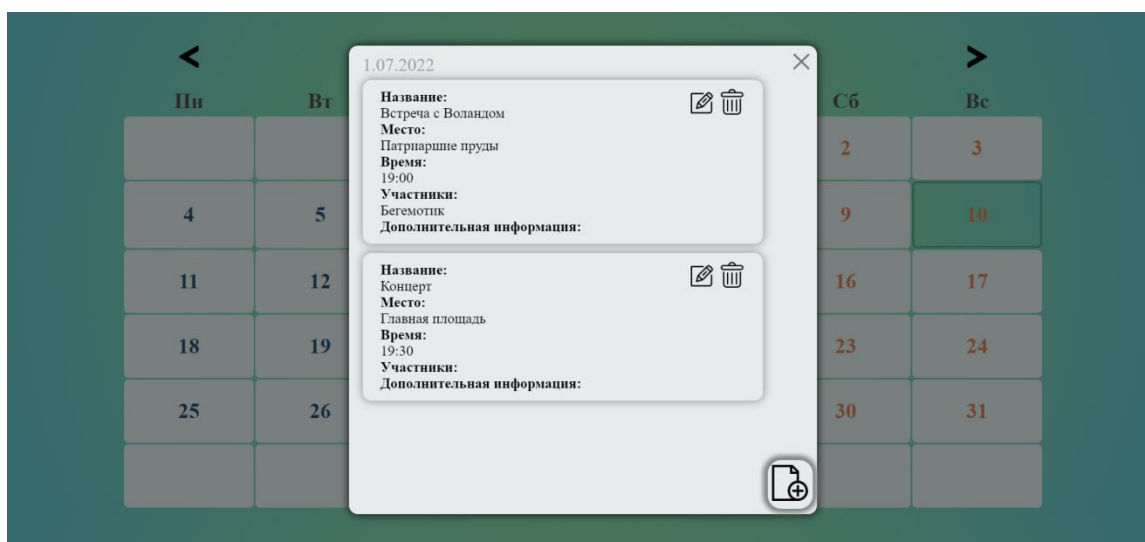 < >
1.07.2022
Пн Вт Сб Вс
Название:
Встреча с Воландом
Место:
Патриаршие пруды
Время:
19:00
Участники:
Бегемотик
Дополнительная информация:
Название:
Концерт
Место:
Главная площадь
Время:
19:30
Участники:
Дополнительная информация:
2 3
4 5 9 10
11 12 16 17
18 19 23 24
25 26 30 31